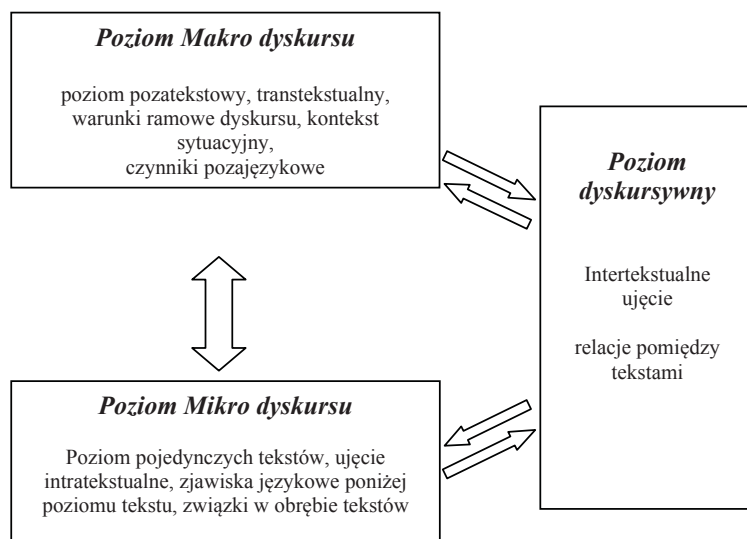 Poziom Makro dyskursu
poziom pozatekstowy, transtekstualny,
warunki ramowe dyskursu, kontekst
sytuacyjny,
czynniki pozajęzykowe
Poziom
dyskursywny
Intertekstualne
ujęcie
relacje pomiędzy
tekstami
Poziom Mikro dyskursu
Poziom pojedynczych tekstów, ujęcie
intratekstualne, zjawiska językowe poniżej
poziomu tekstu, związki w obrębie tekstów